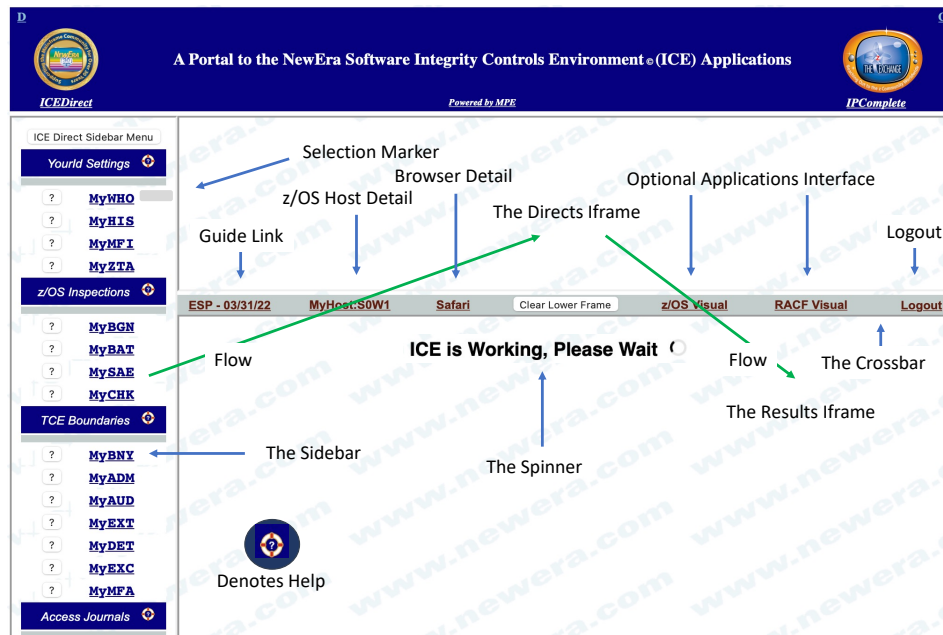 D
A Portal to the NewEra Software Integrity Controls Environment © (ICE) Applications
ICEDirect
Powered by MPE
IPComplete
ICE Direct Sidebar Menu
YourId Settings
? MyWHO
? MyHIS
? MyMFI
? MyZTA
z/OS Inspections
? MyBGN
? MyBAT
? MySAE
? MyCHK
TCE Boundaries
? MyBNY
? MyADM
? MyAUD
? MyEXT
? MyDET
? MyEXC
? MyMFA
Access Journals
Selection Marker
Browser Detail
z/OS Host Detail
Optional Applications Interface
The Directs Iframe
Guide Link
Logout
ESP - 03/31/22 MyHost:S0W1 Safari Clear Lower Frame z/OS Visual RACF Visual Logout
ICE is Working, Please Wait
Flow
Flow
The Crossbar
The Results Iframe
The Sidebar
The Spinner
?
Denotes Help
www.newera.com